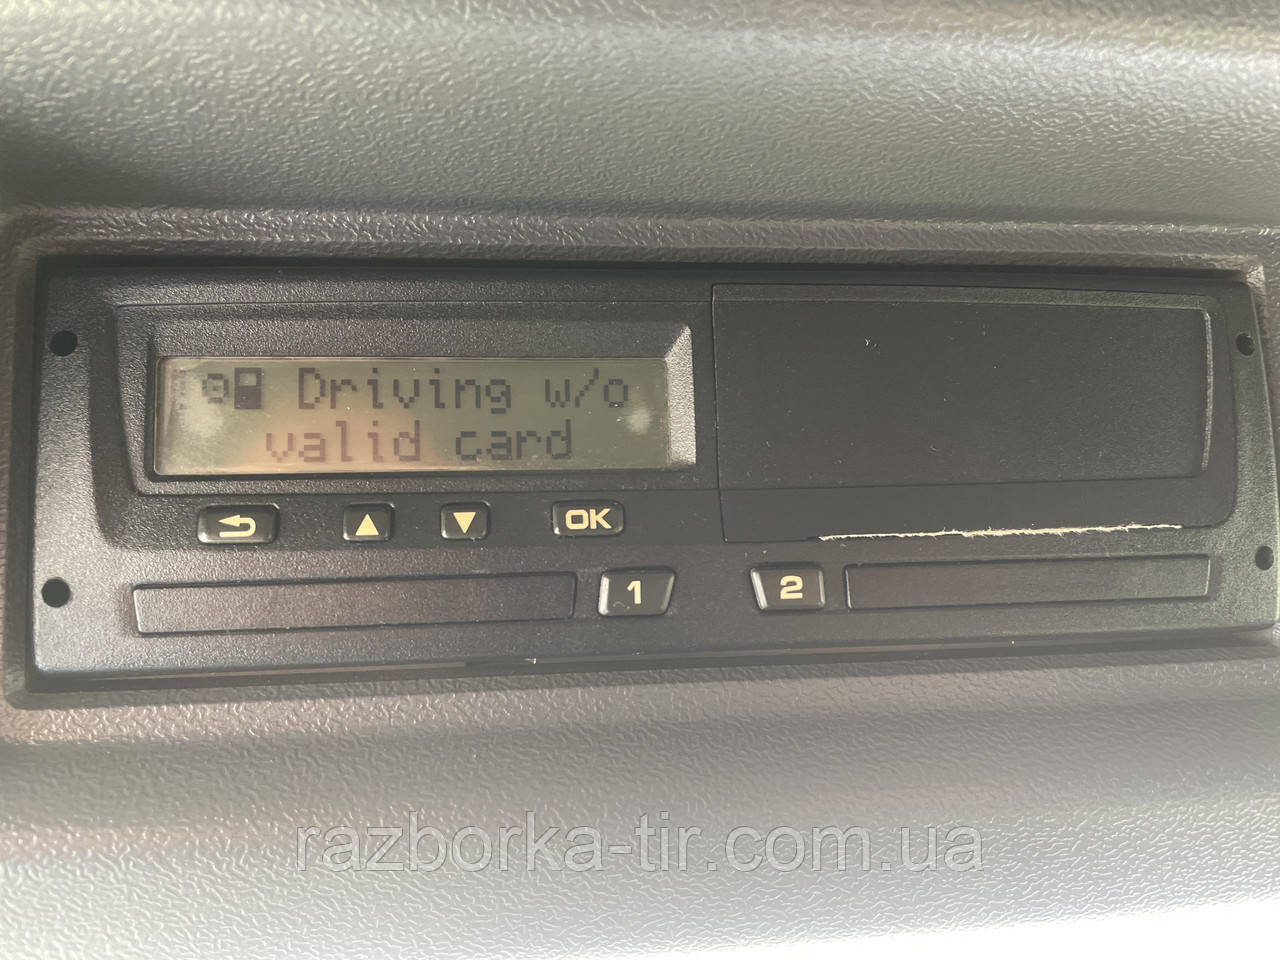 Driving w/o
valid card
OK
1 2
razborka-tir.com.ua